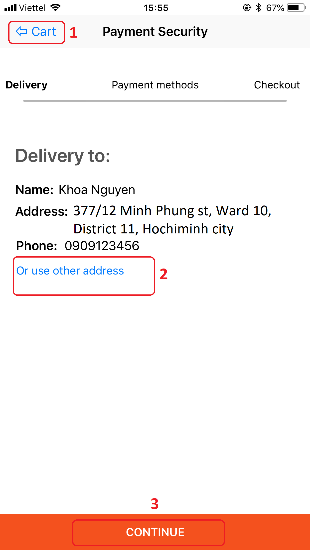 Viettel 15:55 67%
Cart 1 Payment Security
Delivery Payment methods Checkout
Delivery to:
Name: Khoa Nguyen
Address: 377/12 Minh Phung st, Ward 10,
District 11, Hochiminh city
Phone: 0909123456
Or use other address 2
3
CONTINUE